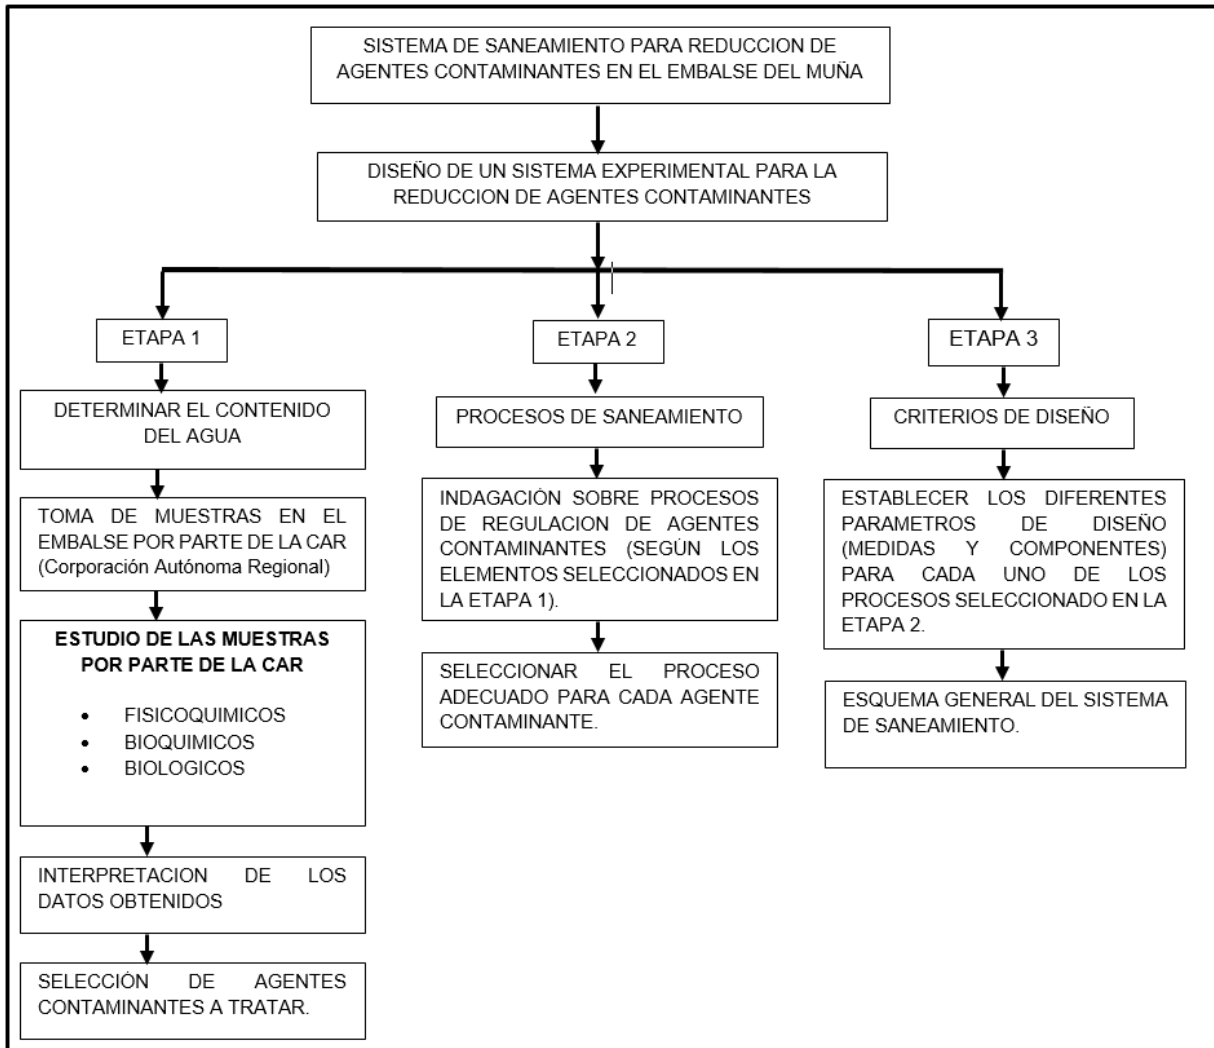 SISTEMA DE SANEAMIENTO PARA REDUCCION DE
AGENTES CONTAMINANTES EN EL EMBALSE DEL MUÑA
DISEÑO DE UN SISTEMA EXPERIMENTAL PARA LA
REDUCCION DE AGENTES CONTAMINANTES
ETAPA 1
DETERMINAR EL CONTENIDO
DEL AGUA
TOMA DE MUESTRAS EN EL
EMBALSE POR PARTE DE LA CAR
(Corporación Autónoma Regional)
ESTUDIO DE LAS MUESTRAS
POR PARTE DE LA CAR
• FISICOQUIMICOS
• BIOQUIMICOS
• BIOLOGICOS
INTERPRETACION DE LOS
DATOS OBTENIDOS
SELECCIÓN DE AGENTES
CONTAMINANTES A TRATAR.
ETAPA 2
PROCESOS DE SANEAMIENTO
INDAGACIÓN SOBRE PROCESOS
DE REGULACION DE AGENTES
CONTAMINANTES (SEGÚN LOS
ELEMENTOS SELECCIONADOS EN
LA ETAPA 1).
SELECCIONAR EL PROCESO
ADECUADO PARA CADA AGENTE
CONTAMINANTE.
ETAPA 3
CRITERIOS DE DISEÑO
ESTABLECER LOS DIFERENTES
PARAMETROS DE DISEÑO
(MEDIDAS Y COMPONENTES)
PARA CADA UNO DE LOS
PROCESOS SELECCIONADO EN LA
ETAPA 2.
ESQUEMA GENERAL DEL SISTEMA
DE SANEAMIENTO.